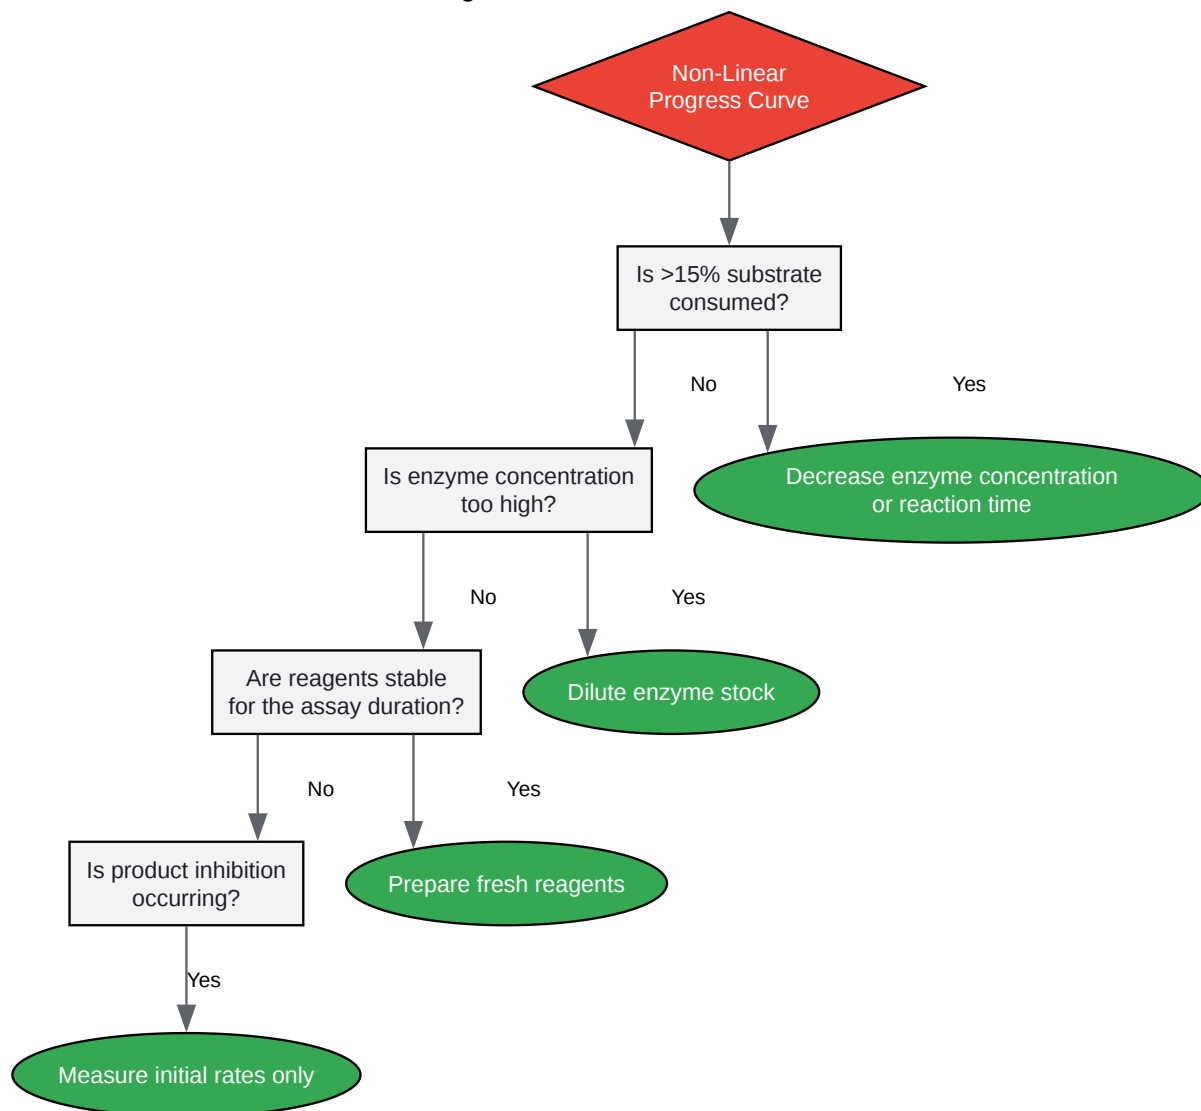 Non-Linear
Progress Curve
Is >15% substrate
consumed?
No
Yes
Is enzyme concentration
too high?
Decrease enzyme concentration
or reaction time
No
Yes
Are reagents stable
for the assay duration?
Dilute enzyme stock
No
Yes
Is product inhibition
occurring?
Prepare fresh reagents
Yes
Measure initial rates only